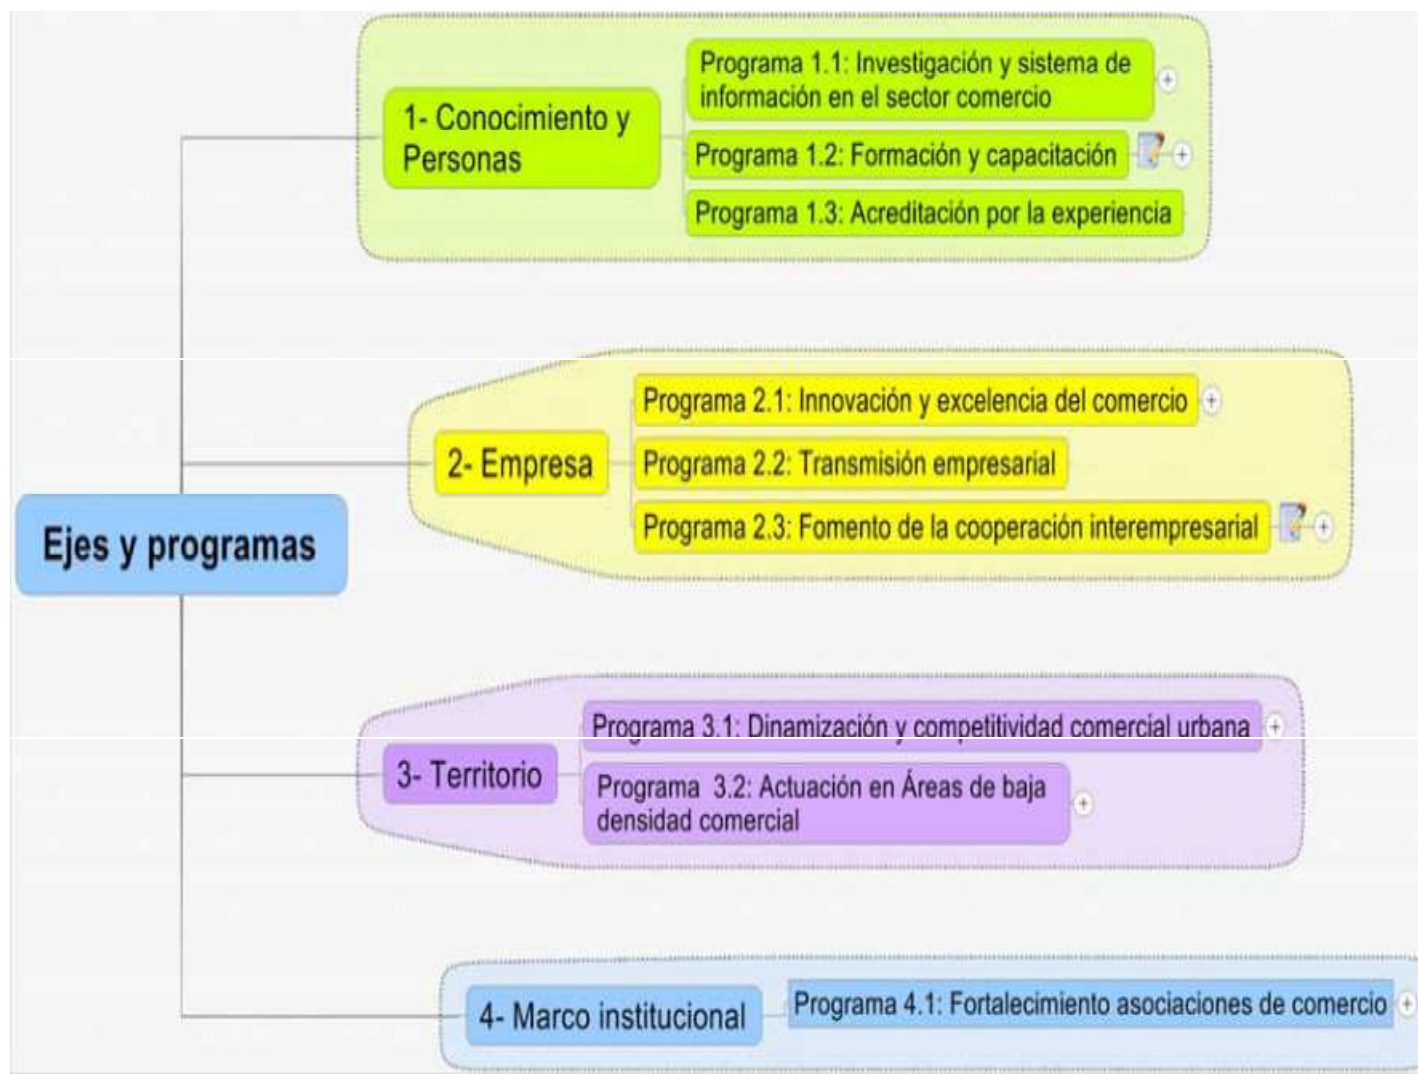 Ejes y programas
1- Conocimiento y
Personas
Programa 1.1: Investigación y sistema de
información en el sector comercio
Programa 1.2: Formación y capacitación
Programa 1.3: Acreditación por la experiencia
2- Empresa
Programa 2.1: Innovación y excelencia del comercio
Programa 2.2: Transmisión empresarial
Programa 2.3: Fomento de la cooperación interempresarial
3- Territorio
Programa 3.1: Dinamización y competitividad comercial urbana
Programa 3.2: Actuación en Áreas de baja
densidad comercial
4- Marco institucional
Programa 4.1: Fortalecimiento asociaciones de comercio